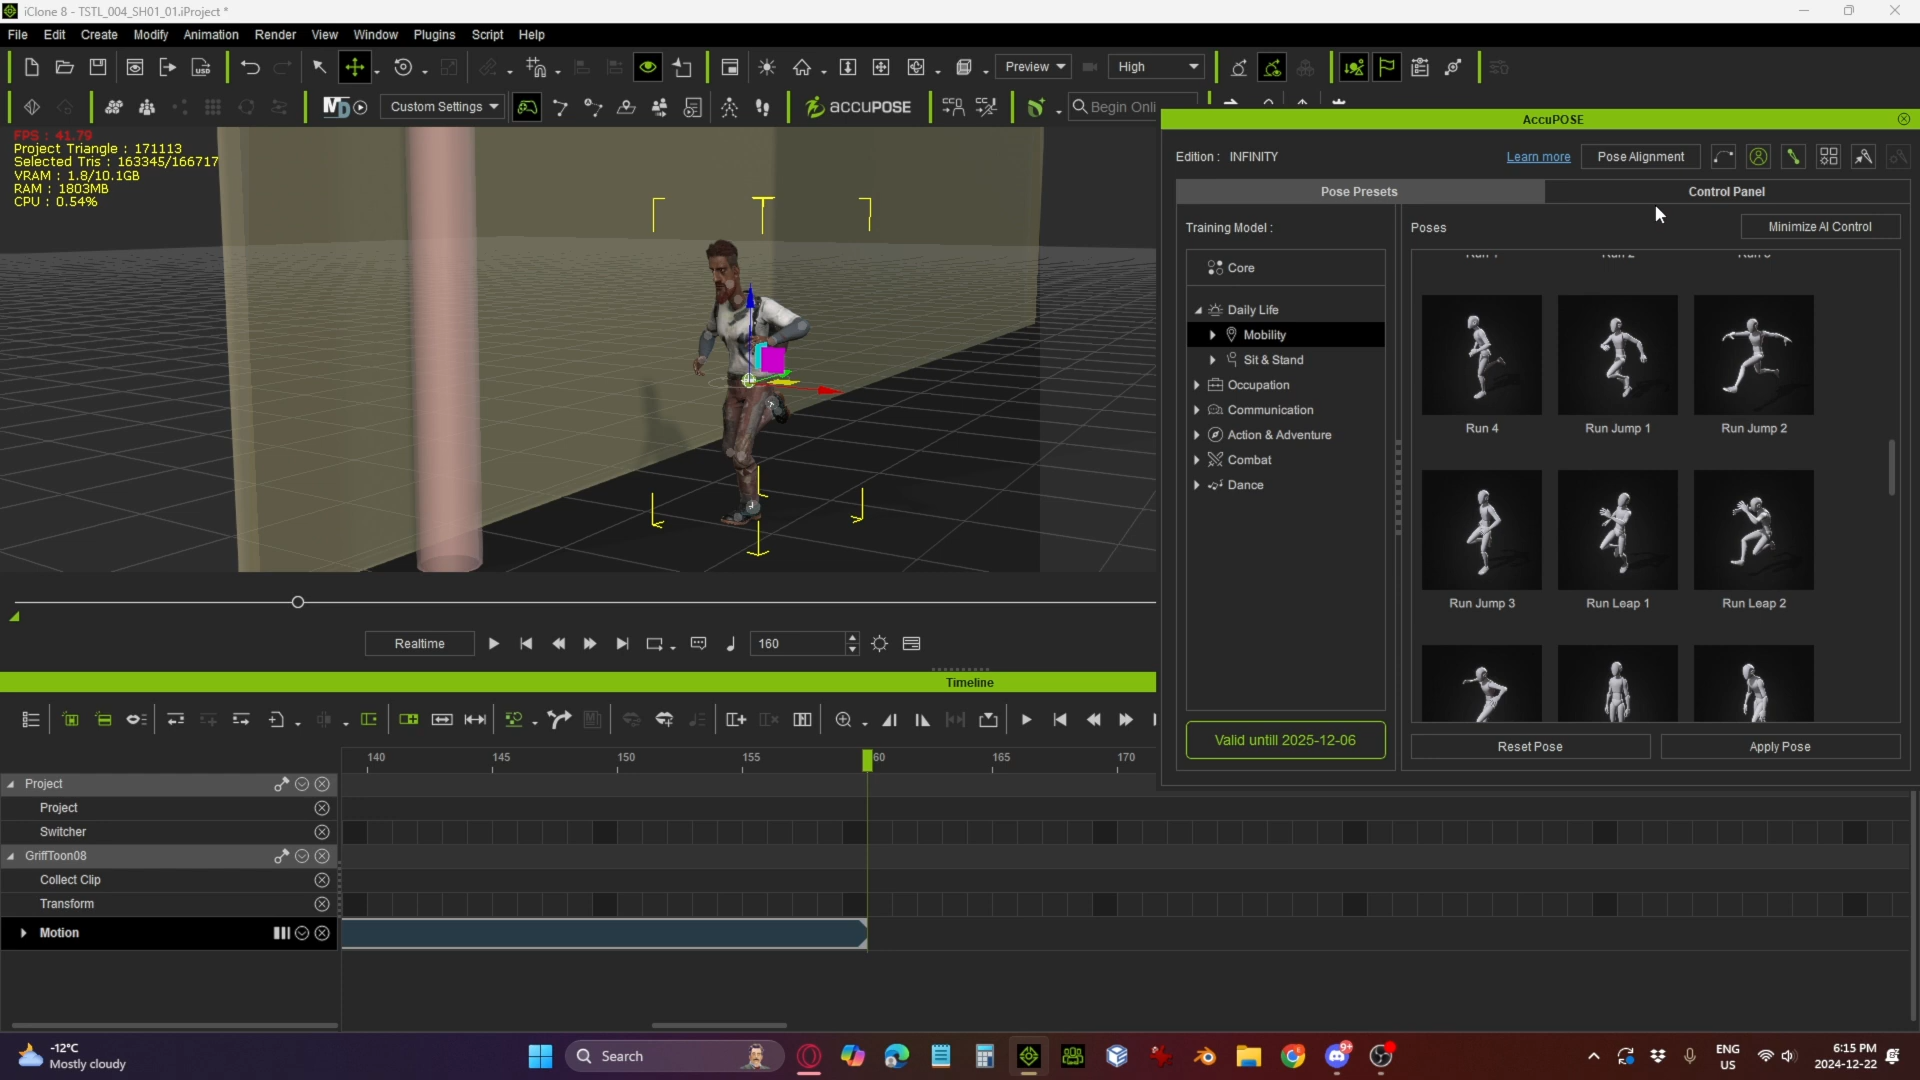 iClone 8 - TSTL_004_SH01_01.iProject *
File Edit Create Modify Animation Render View Window Plugins Script Help
USD Preview High
MD Custom Settings ACCUPOSE Begin Onli
FPS : 41.79
Project Triangle : 171113
Selected Tris : 163345/166717
VRAM : 1.8/10.1GB
RAM : 1803MB
CPU : 0.54%
AccuPOSE
Edition : INFINITY Learn more Pose Alignment
Pose Presets Control Panel
Training Model : Poses Minimize AI Control
Core
Daily Life
Mobility
Sit & Stand
Occupation
Communication
Action & Adventure
Combat
Dance
Run 4 Run Jump 1 Run Jump 2
Run Jump 3 Run Leap 1 Run Leap 2
Valid untill 2025-12-06 Reset Pose Apply Pose
Realtime 160
Timeline
140 145 150 155 60 165 170
Project
Project
Switcher
GriffToon08
Collect Clip
Transform
Motion
-12°C
Mostly cloudy
Search
9+
ENG
US
6:15 PM
2024-12-22